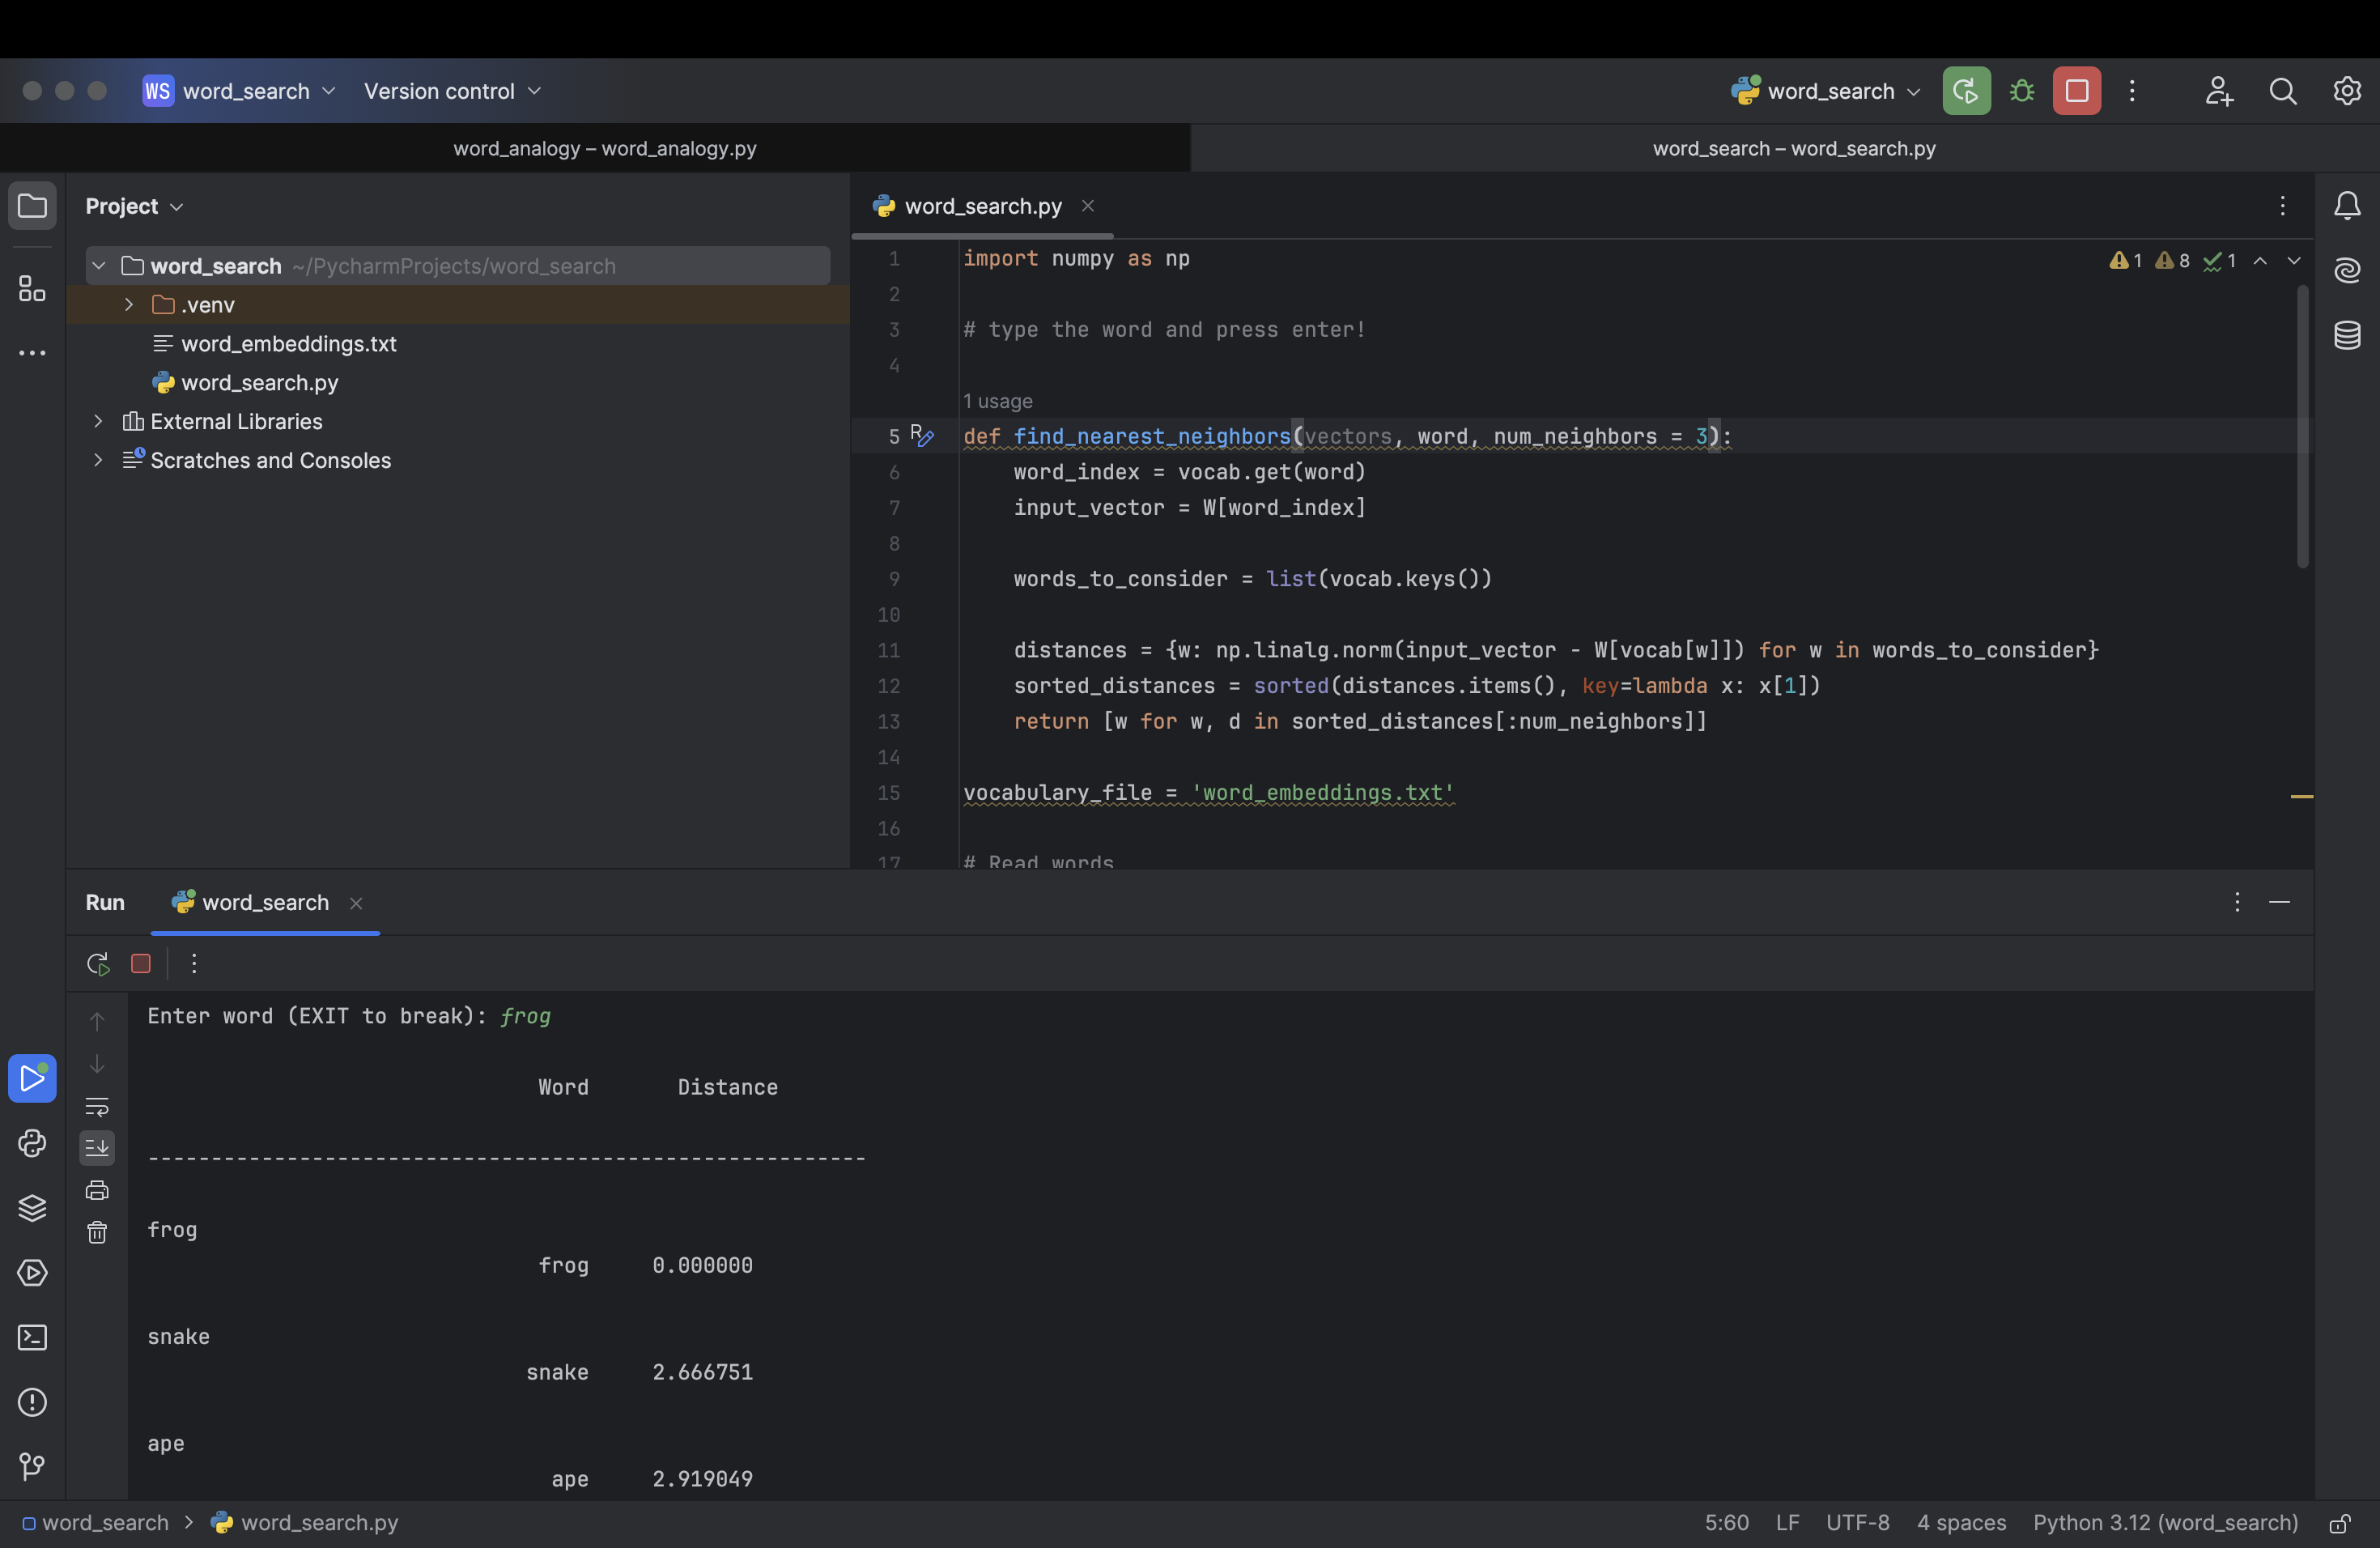 WS word_search Version control word_search
word_analogy – word_analogy.py word_search – word_search.py
Project
word_search ~/PycharmProjects/word_search
.venv
word_embeddings.txt
word_search.py
External Libraries
Scratches and Consoles
word_search.py
1 8 1
1 import numpy as np
2
3 # type the word and press enter!
4
1 usage
5 def find_nearest_neighbors(vectors, word, num_neighbors = 3):
6 word_index = vocab.get(word)
7 input_vector = W[word_index]
8
9 words_to_consider = list(vocab.keys())
10
11 distances = {w: np.linalg.norm(input_vector - W[vocab[w]]) for w in words_to_consider}
12 sorted_distances = sorted(distances.items(), key=lambda x: x[1])
13 return [w for w, d in sorted_distances[:num_neighbors]]
14
15 vocabulary_file = 'word_embeddings.txt'
16
17 # Read words
Run word_search
Enter word (EXIT to break): frog
Word Distance
---------------------------------------------------------
frog
frog 0.000000
snake
snake 2.666751
ape
ape 2.919049
word_search > word_search.py
5:60 LF UTF-8 4 spaces Python 3.12 (word_search)